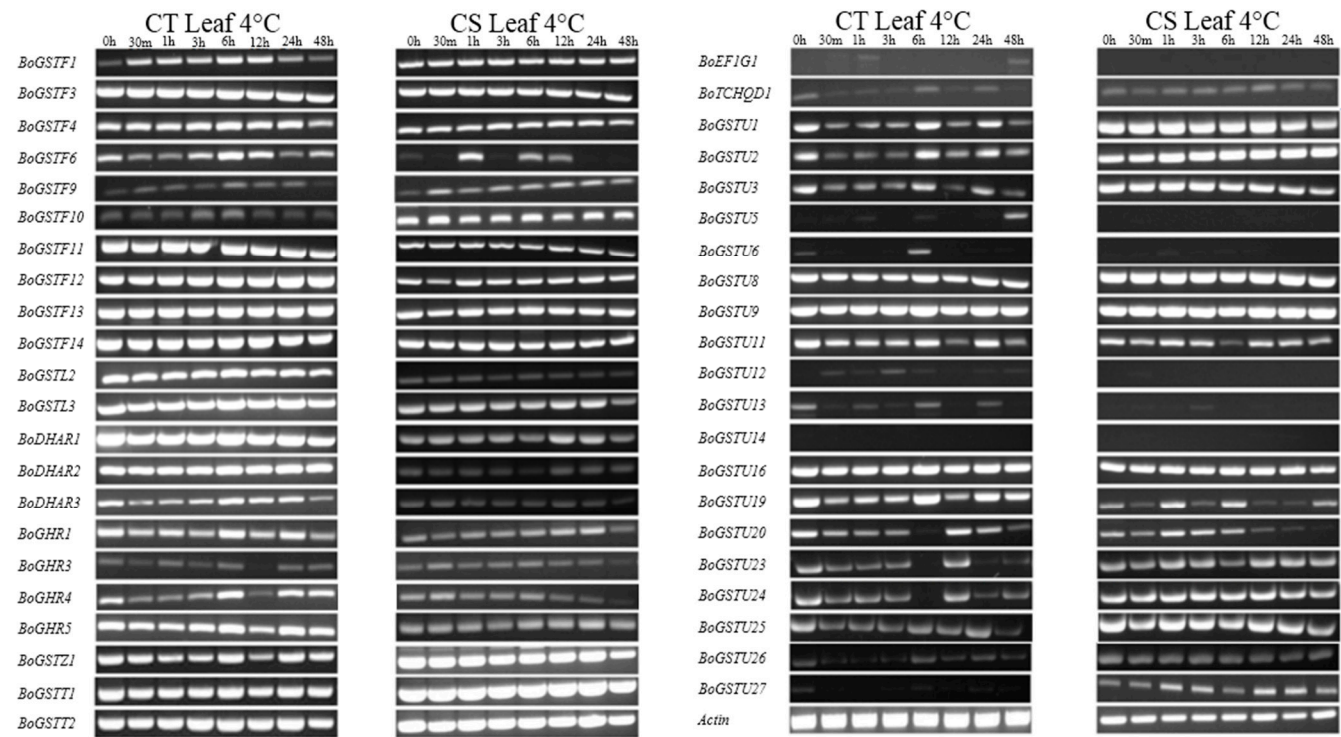 CT Leaf 4°C CS Leaf 4°C CT Leaf 4°C CS Leaf 4°C
0h 30m 1h 3h 6h 12h 24h 48h 0h 30m 1h 3h 6h 12h 24h 48h 0h 30m 1h 3h 6h 12h 24h 48h 0h 30m 1h 3h 6h 12h 24h 48h
BoGSTF1
BoGSTF3
BoGSTF4
BoGSTF6
BoGSTF9
BoGSTF10
BoGSTF11
BoGSTF12
BoGSTF13
BoGSTF14
BoGSTL2
BoGSTL3
BoDHAR1
BoDHAR2
BoDHAR3
BoGHR1
BoGHR3
BoGHR4
BoGHR5
BoGSTZ1
BoGSTT1
BoGSTT2
BoEF1G1
BoTCHQD1
BoGSTU1
BoGSTU2
BoGSTU3
BoGSTU5
BoGSTU6
BoGSTU8
BoGSTU9
BoGSTU11
BoGSTU12
BoGSTU13
BoGSTU14
BoGSTU16
BoGSTU19
BoGSTU20
BoGSTU23
BoGSTU24
BoGSTU25
BoGSTU26
BoGSTU27
Actin